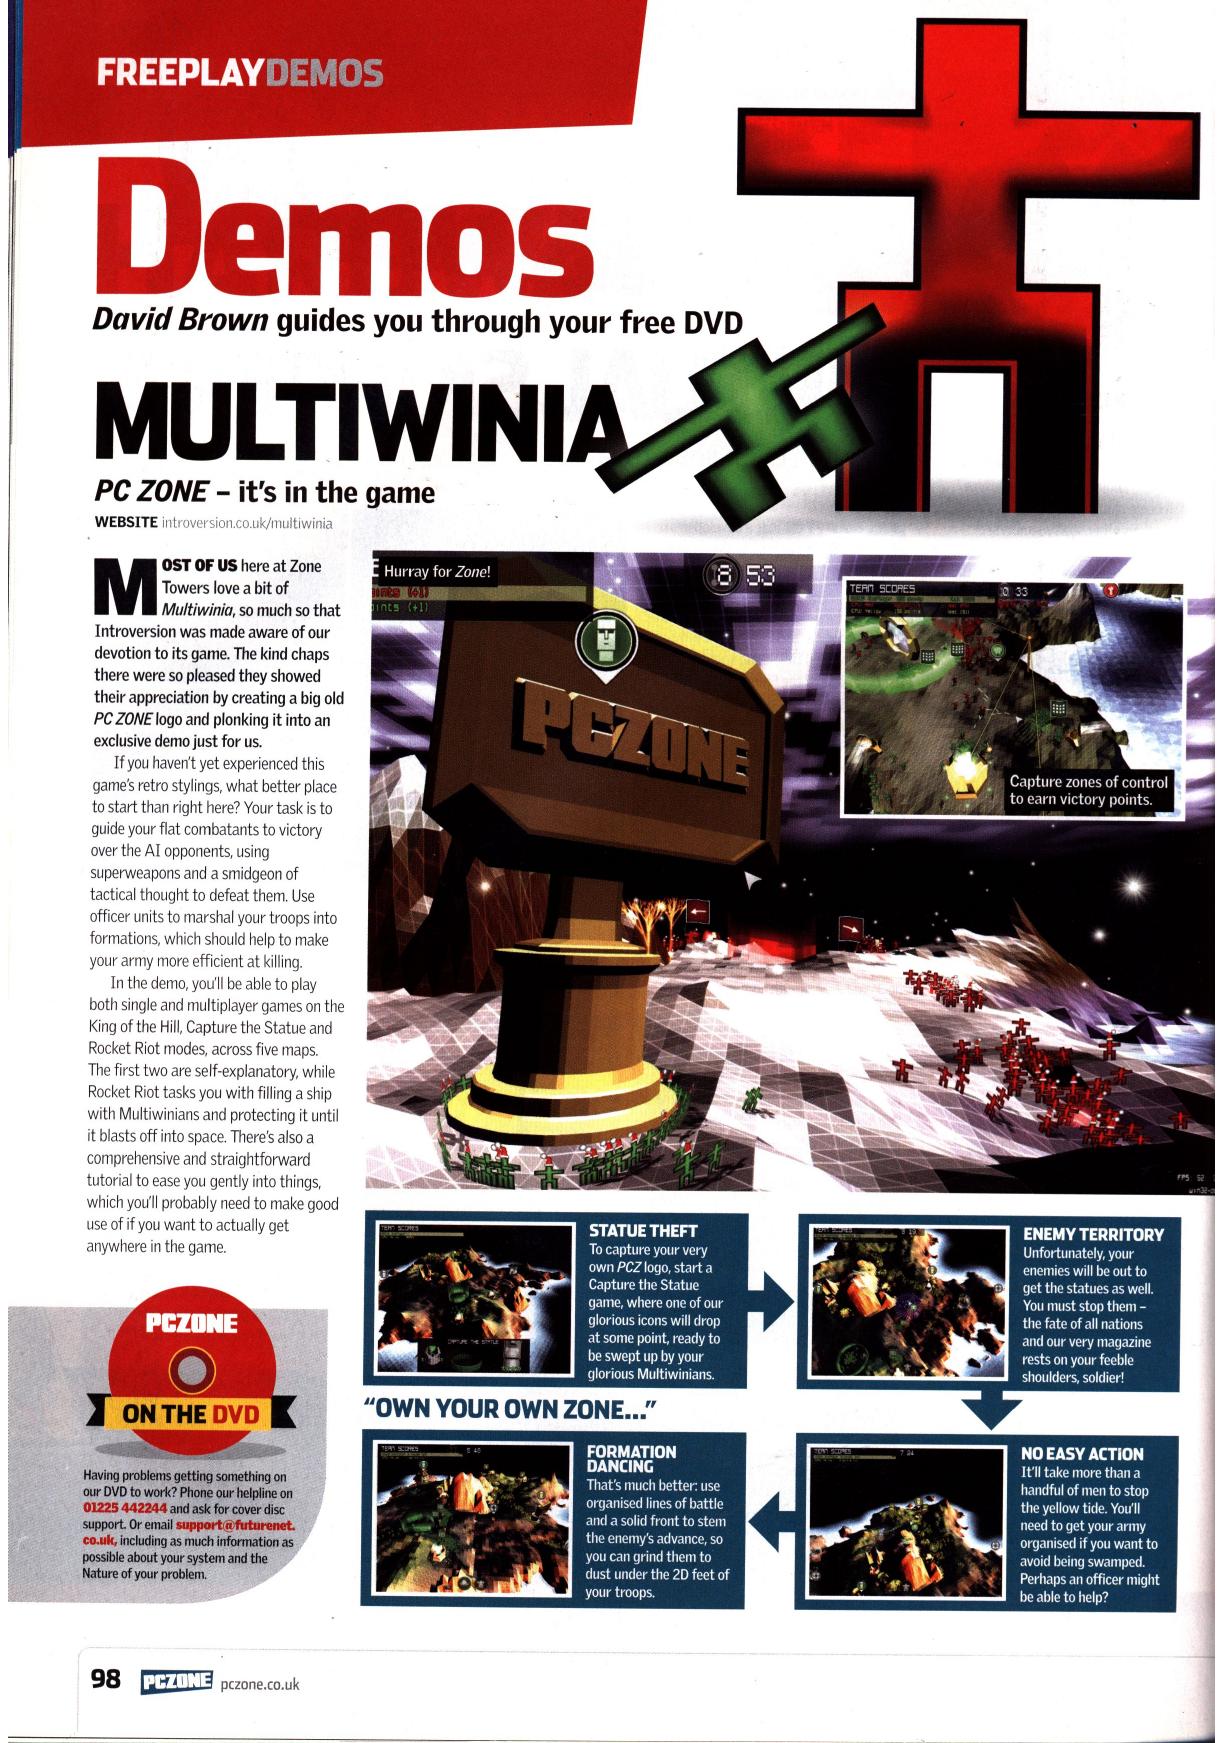 FREEPLAYDEMOS
Demos
David Brown guides you through your free DVD
MULTIWINIA
PC ZONE – it's in the game
WEBSITE introversion.co.uk/multiwinia
MOST OF US here at Zone
Towers love a bit of
Multiwinia, so much so that
Introversion was made aware of our
devotion to its game. The kind chaps
there were so pleased they showed
their appreciation by creating a big old
PC ZONE logo and plonking it into an
exclusive demo just for us.
If you haven't yet experienced this
game's retro stylings, what better place
to start than right here? Your task is to
guide your flat combatants to victory
over the AI opponents, using
superweapons and a smidgeon of
tactical thought to defeat them. Use
officer units to marshal your troops into
formations, which should help to make
your army more efficient at killing.
In the demo, you'll be able to play
both single and multiplayer games on the
King of the Hill, Capture the Statue and
Rocket Riot modes, across five maps.
The first two are self-explanatory, while
Rocket Riot tasks you with filling a ship
with Multiwinians and protecting it until
it blasts off into space. There's also a
comprehensive and straightforward
tutorial to ease you gently into things,
which you'll probably need to make good
use of if you want to actually get
anywhere in the game.
Hurray for Zone!
ints (+1)
oints (+1)
8 53
PCZONE
TEAM SCORES
Capture zones of control
to earn victory points.
FPS: 52
STATUE THEFT
To capture your very
own PCZ logo, start a
Capture the Statue
game, where one of our
glorious icons will drop
at some point, ready to
be swept up by your
glorious Multiwinians.
TEAM SCORES
CAPTURE THE STATUE
ENEMY TERRITORY
Unfortunately, your
enemies will be out to
get the statues as well.
You must stop them –
the fate of all nations
and our very magazine
rests on your feeble
shoulders, soldier!
TEAM SCORES
NO EASY ACTION
It'll take more than a
handful of men to stop
the yellow tide. You'll
need to get your army
organised if you want to
avoid being swamped.
Perhaps an officer might
be able to help?
TEAM SCORES
7 24
"OWN YOUR OWN ZONE..."
FORMATION
DANCING
That's much better: use
organised lines of battle
and a solid front to stem
the enemy's advance, so
you can grind them to
dust under the 2D feet of
your troops.
TEAM SCORES
PCZONE
ON THE DVD
Having problems getting something on
our DVD to work? Phone our helpline on
01225 442244 and ask for cover disc
support. Or email support@futurenet.
co.uk, including as much information as
possible about your system and the
Nature of your problem.
98 PCZONE pczone.co.uk